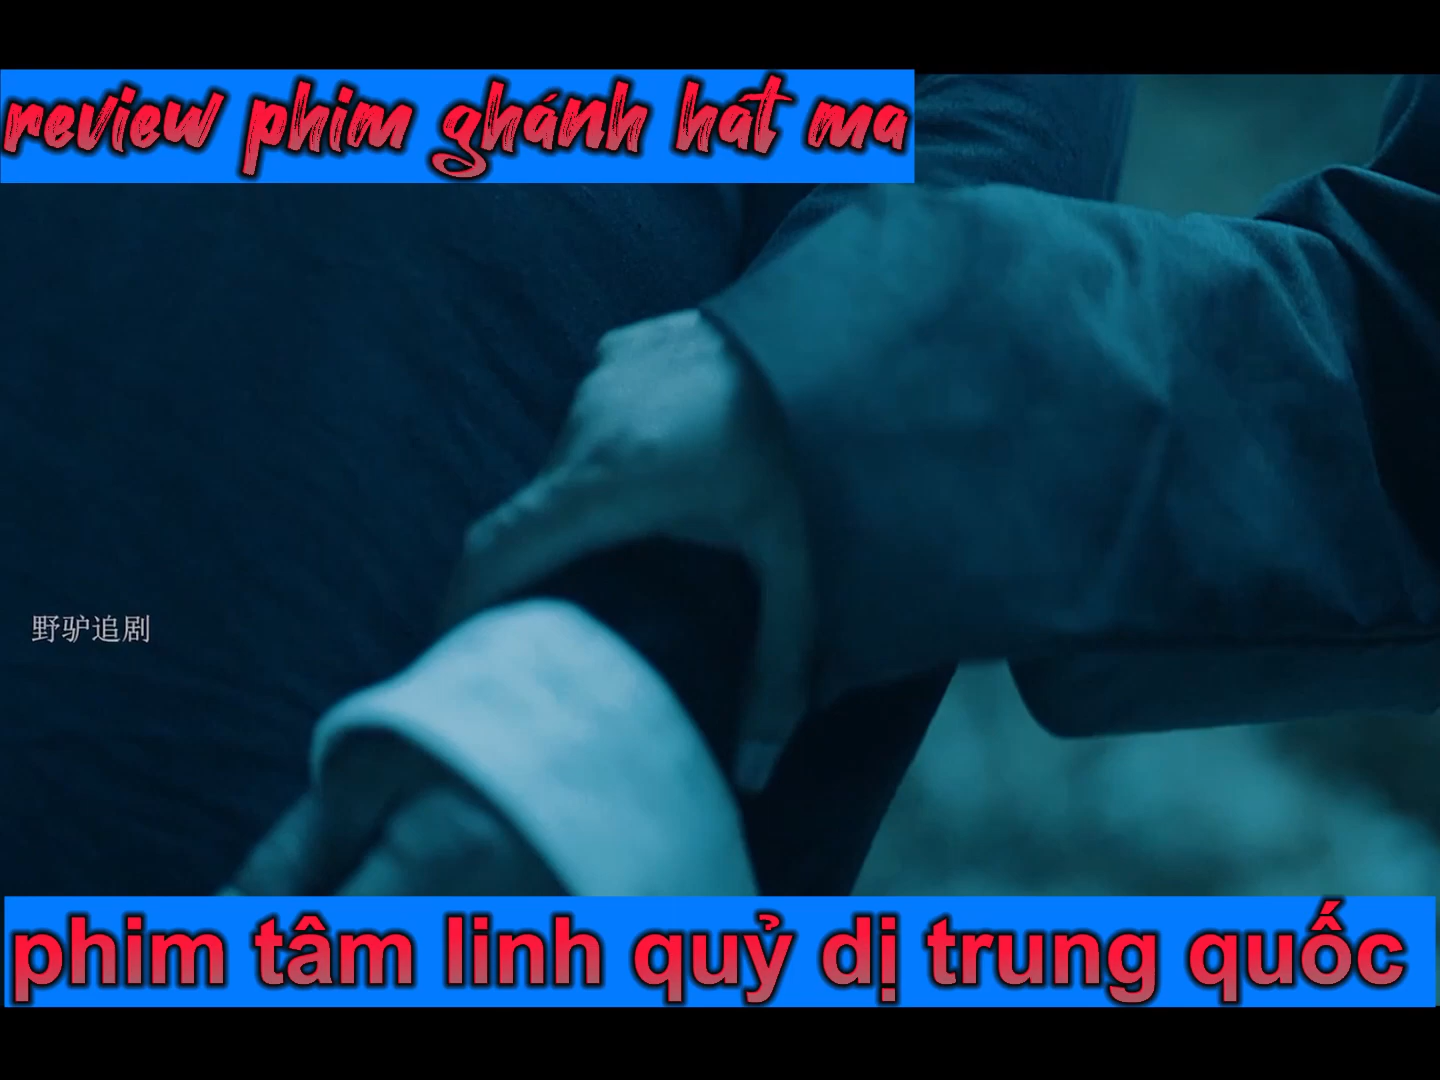 review phim ghánh hát ma
野驴追剧
phim tâm linh quỷ dị trung quốc